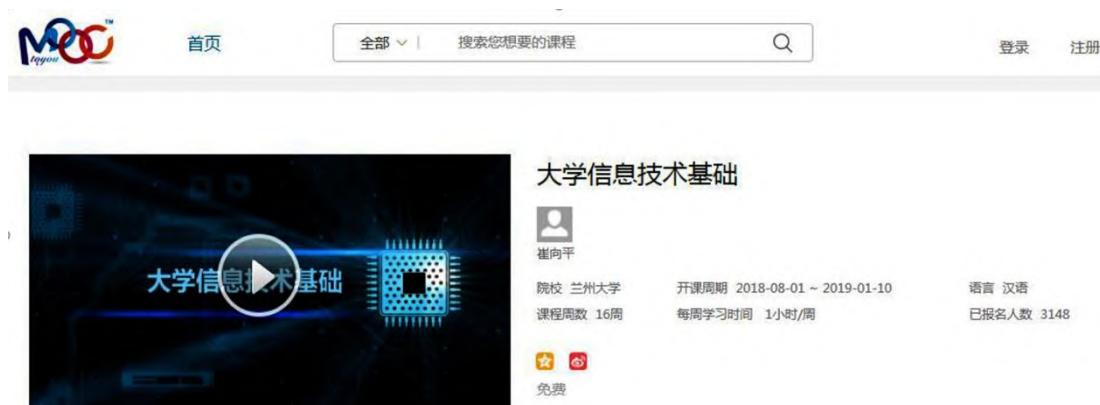 MOOC TM
toyou
首页
全部
搜索您想要的课程
登录 注册
大学信息技术基础
大学信息技术基础
崔向平
院校 兰州大学 开课周期 2018-08-01 ~ 2019-01-10 语言 汉语
课程周数 16周 每周学习时间 1小时/周 已报名人数 3148
免费